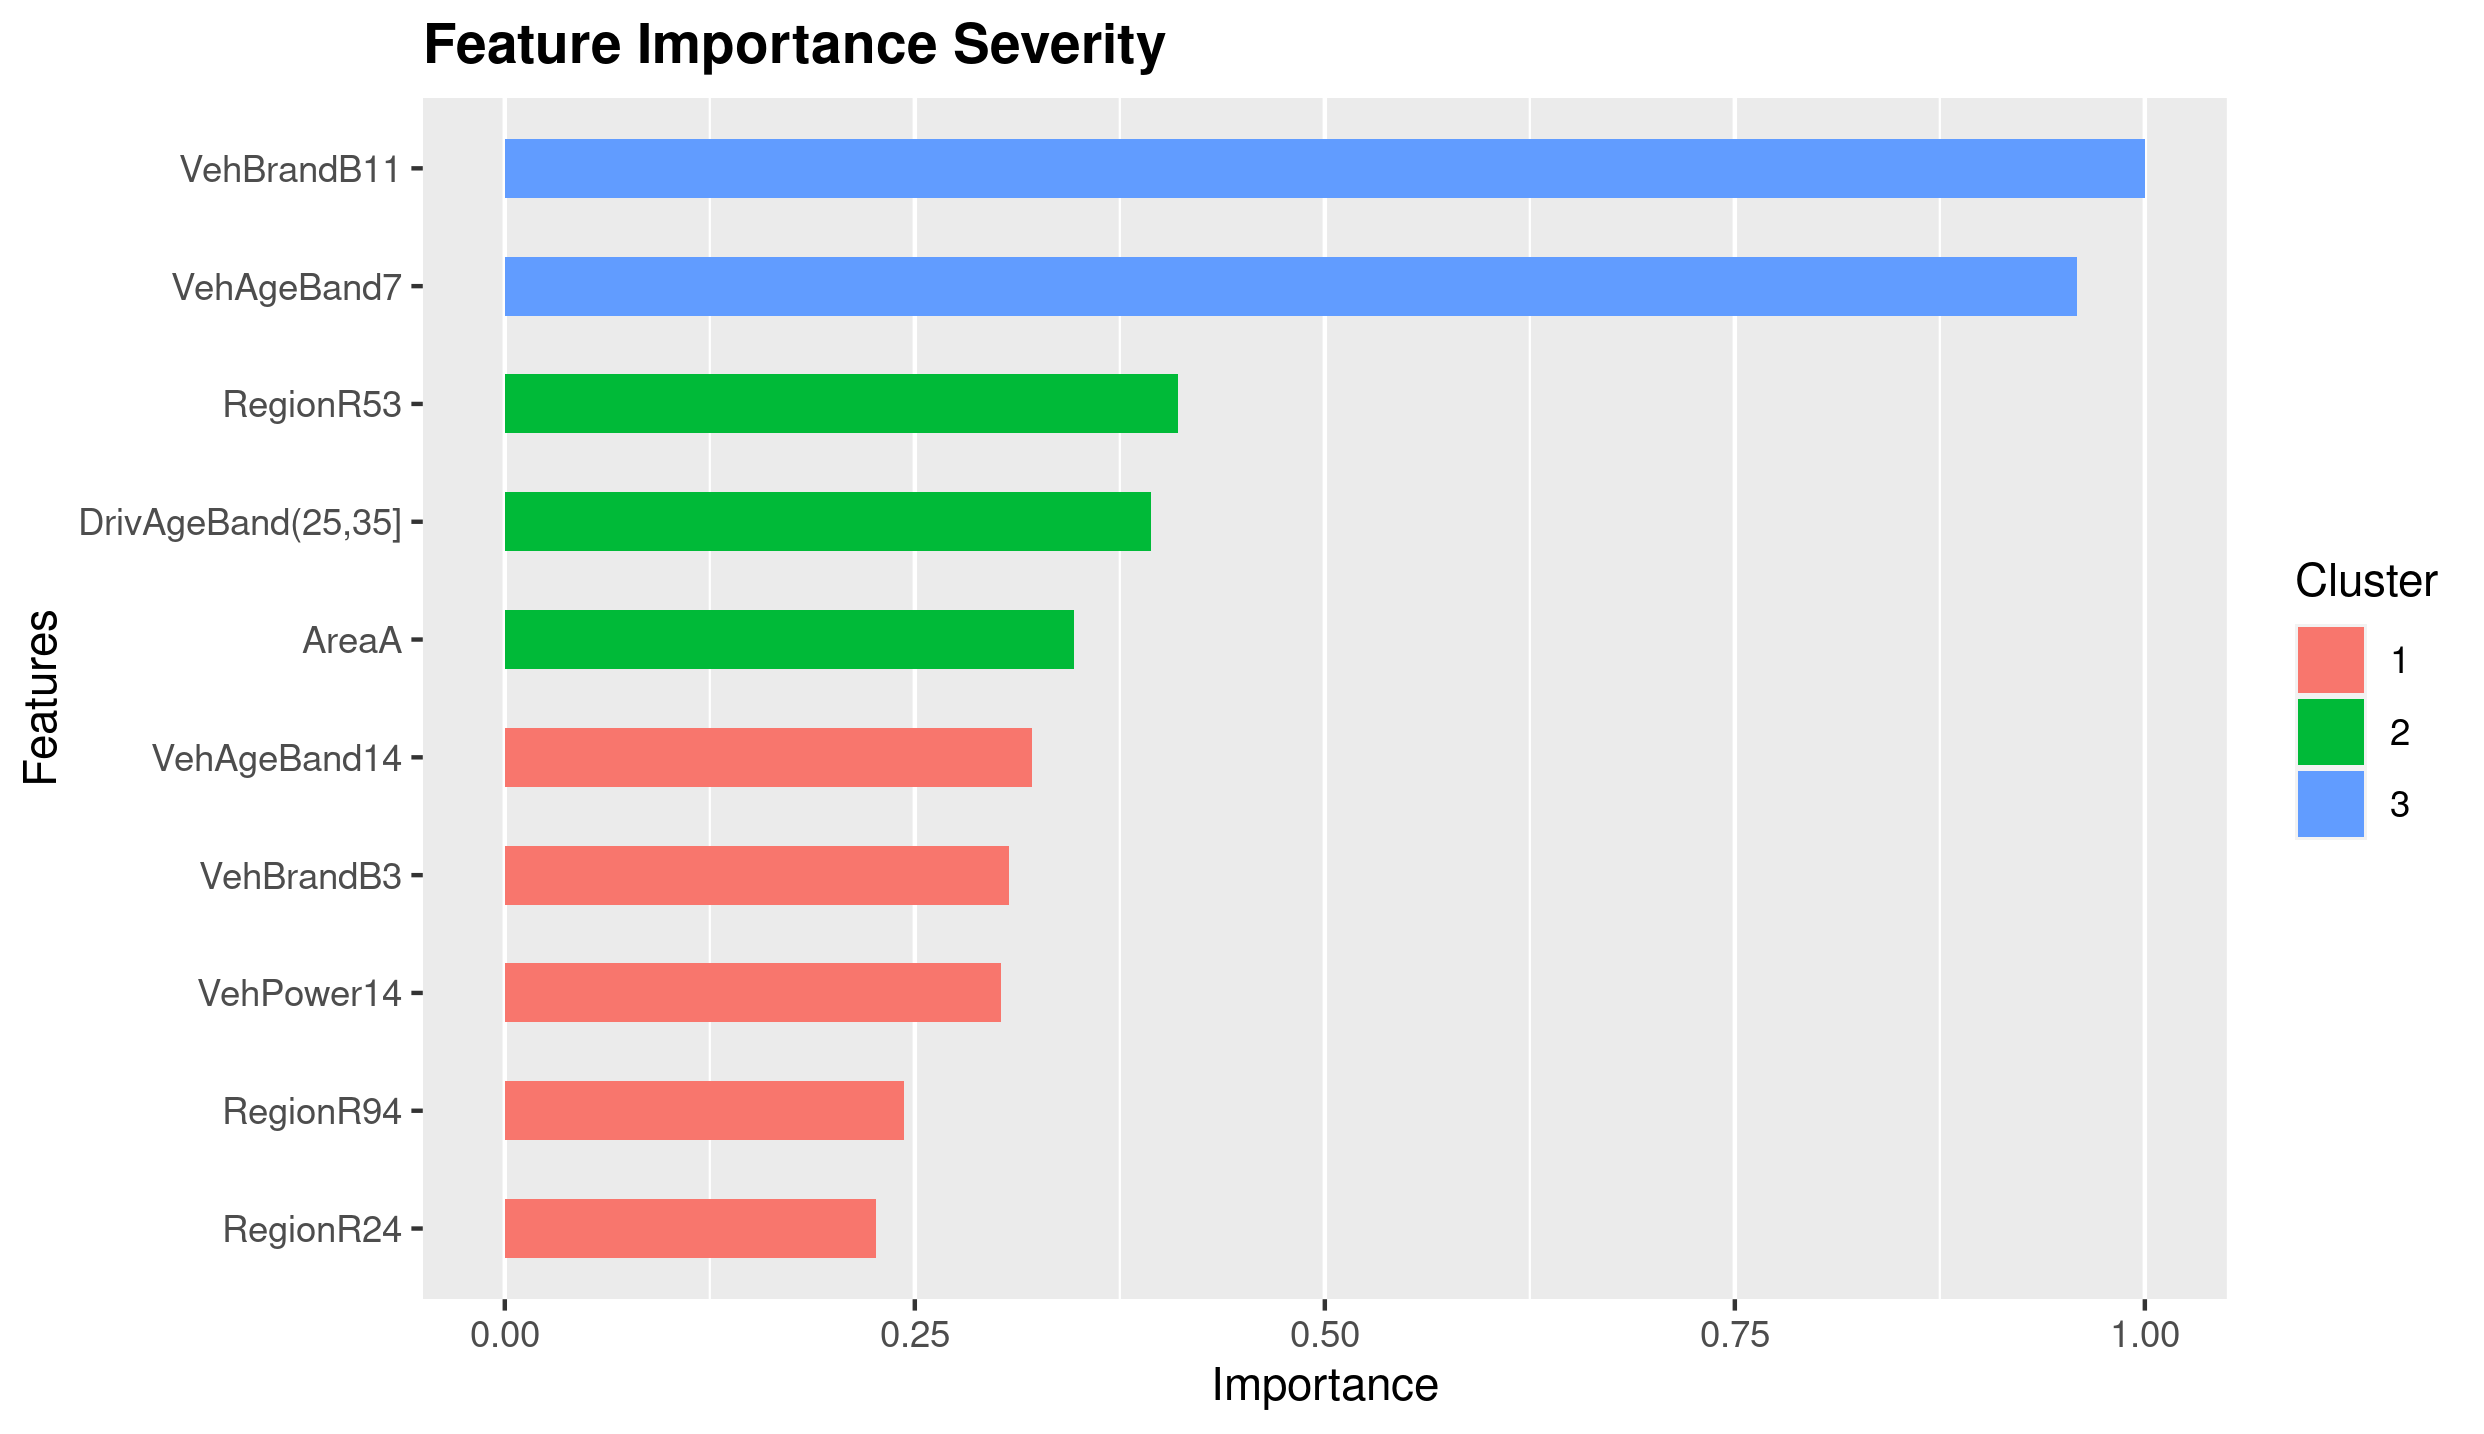 Feature Importance Severity
VehBrandB11
VehAgeBand7
RegionR53
DrivAgeBand(25,35]
AreaA
VehAgeBand14
VehBrandB3
VehPower14
RegionR94
RegionR24
Features
0.00 0.25 0.50 0.75 1.00
Importance
Cluster
1
2
3